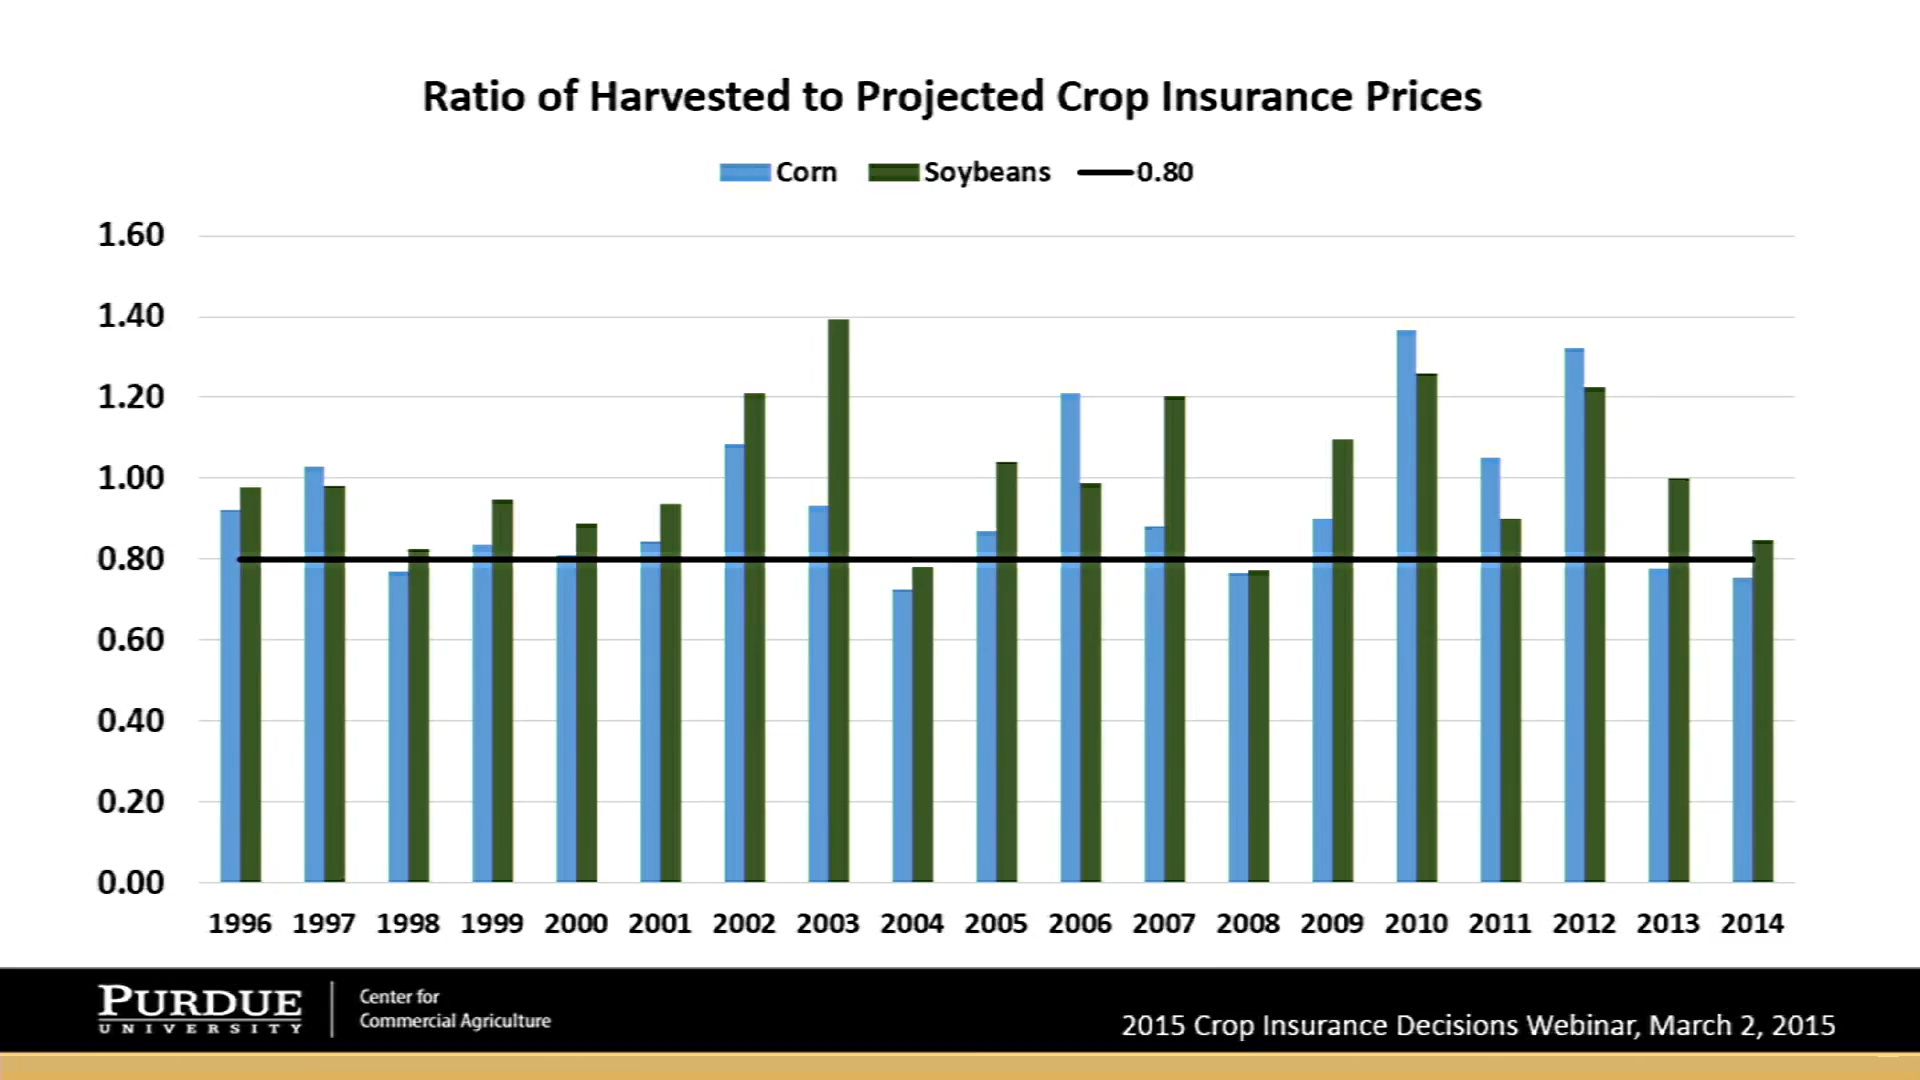 Ratio of Harvested to Projected Crop Insurance Prices
Corn Soybeans 0.80
1.60
1.40
1.20
1.00
0.80
0.60
0.40
0.20
0.00
1996 1997 1998 1999 2000 2001 2002 2003 2004 2005 2006 2007 2008 2009 2010 2011 2012 2013 2014
PURDUE
UNIVERSITY
Center for
Commercial Agriculture
2015 Crop Insurance Decisions Webinar, March 2, 2015